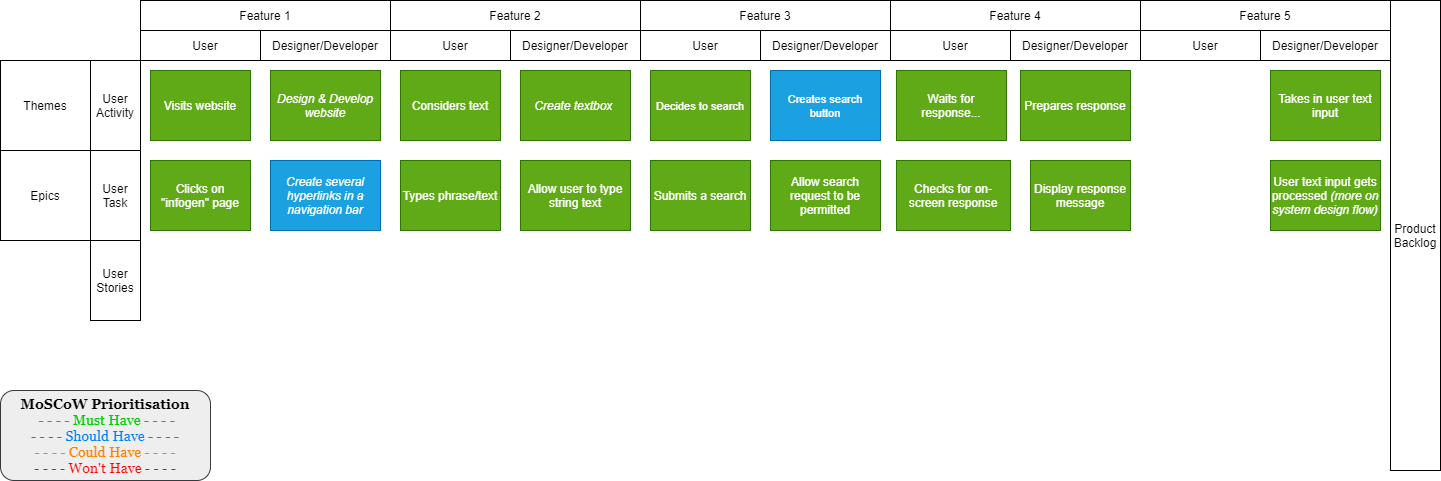 Feature 1
Feature 2
Feature 3
Feature 4
Feature 5
User
Designer/Developer
User
Designer/Developer
User
Designer/Developer
User
Designer/Developer
User
Designer/Developer
Themes
User
Activity
Visits website
Design & Develop
website
Considers text
Create textbox
Decides to search
Creates search
button
Waits for
response...
Prepares response
Takes in user text
input
Epics
User
Task
Clicks on
"infogen" page
Create several
hyperlinks in a
navigation bar
Types phrase/text
Allow user to type
string text
Submits a search
Allow search
request to be
permitted
Checks for on-
screen response
Display response
message
User text input gets
processed (more on
system design flow)
User
Stories
Product
Backlog
MoSCoW Prioritisation
- - - - Must Have - - - -
- - - - Should Have - - - -
- - - - Could Have - - - -
- - - - Won't Have - - - -